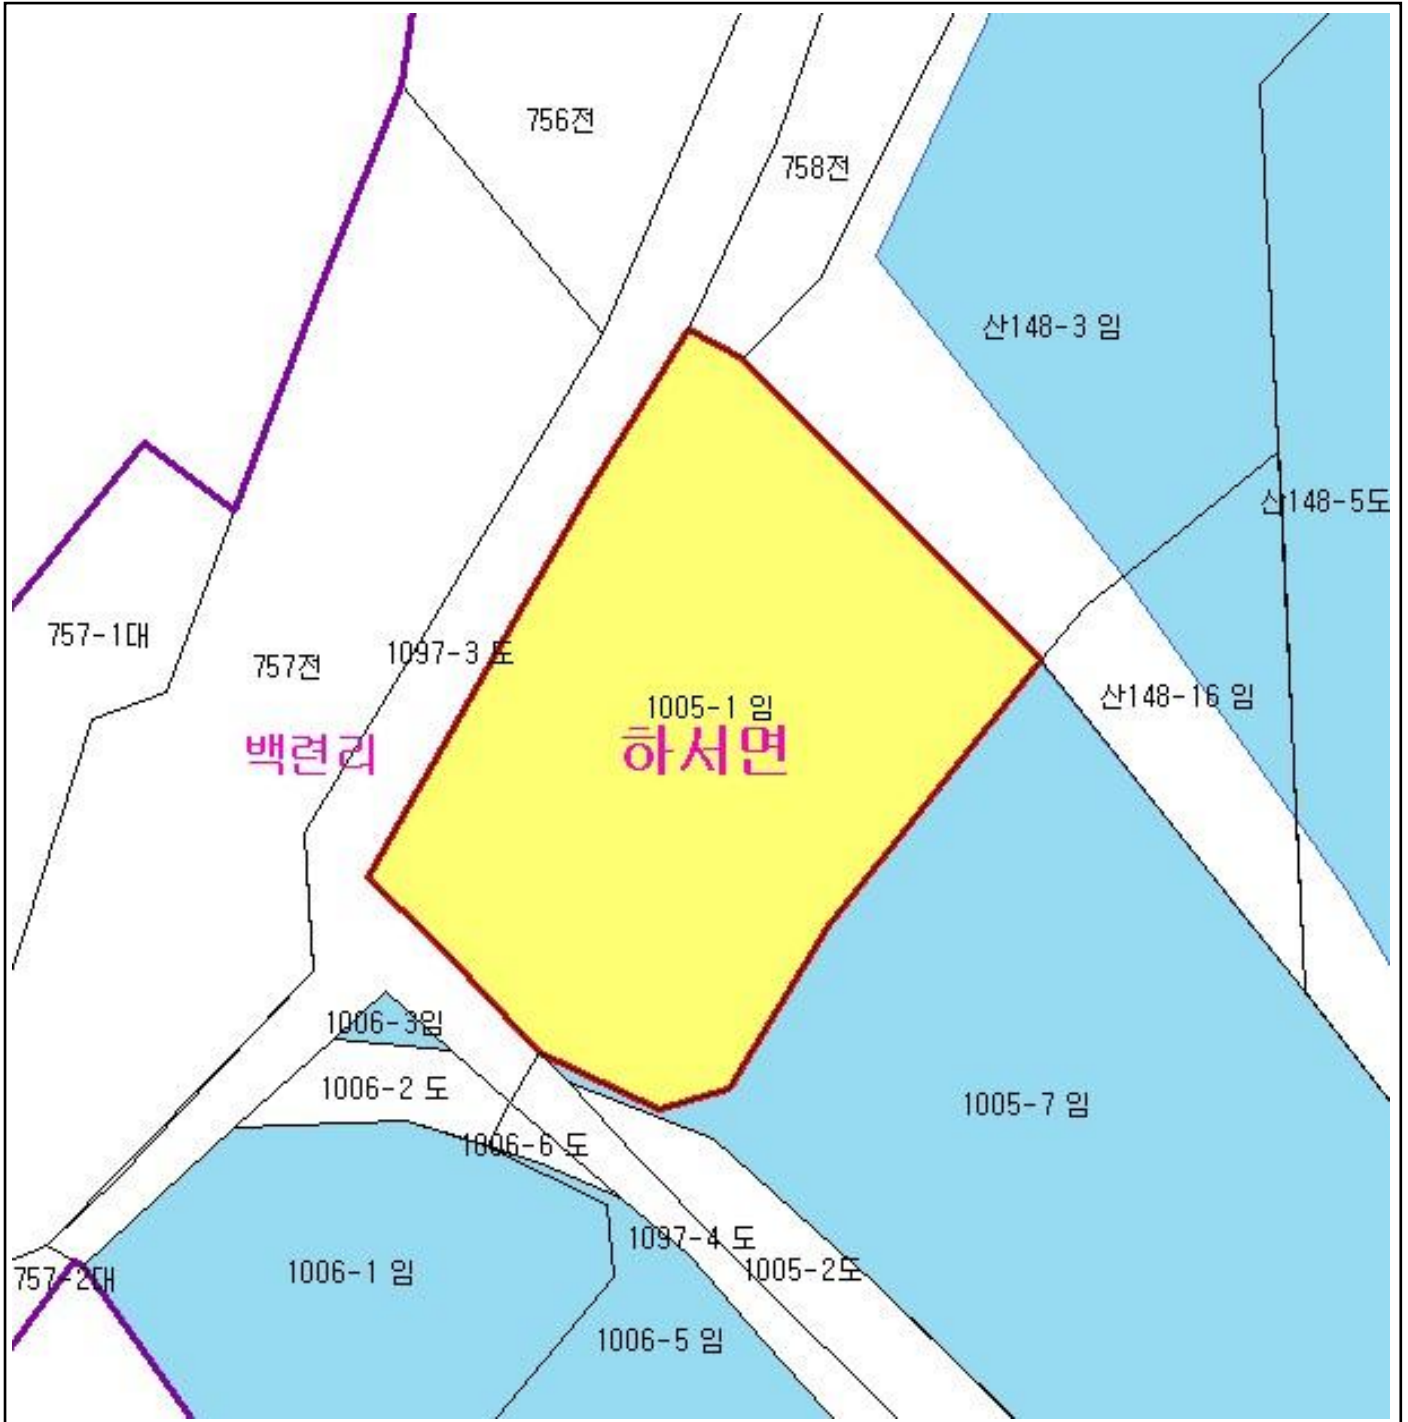 756전
758전
산148-3 임
산148-5도
757-1대
757전
1097-3 도
산148-16 임
1005-1 임
백련리
하서면
1006-3임
1006-2 도
1005-7 임
1006-6 도
1097-4 도
1005-2도
757-2대
1006-1 임
1006-5 임